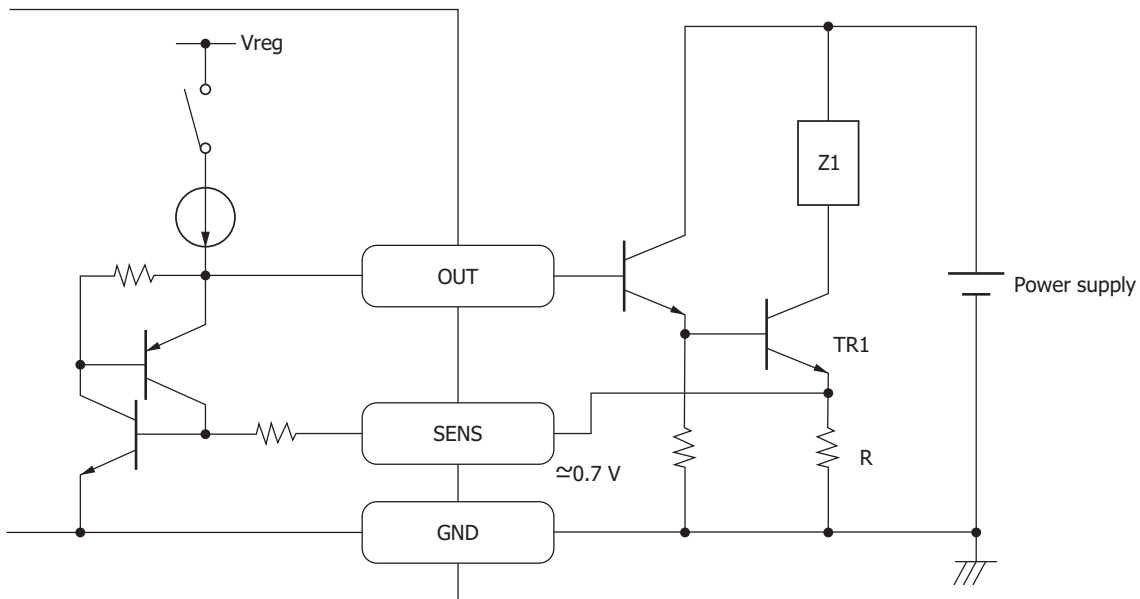 Vreg
Z1
OUT
Power supply
TR1
SENS
≃0.7 V
R
GND